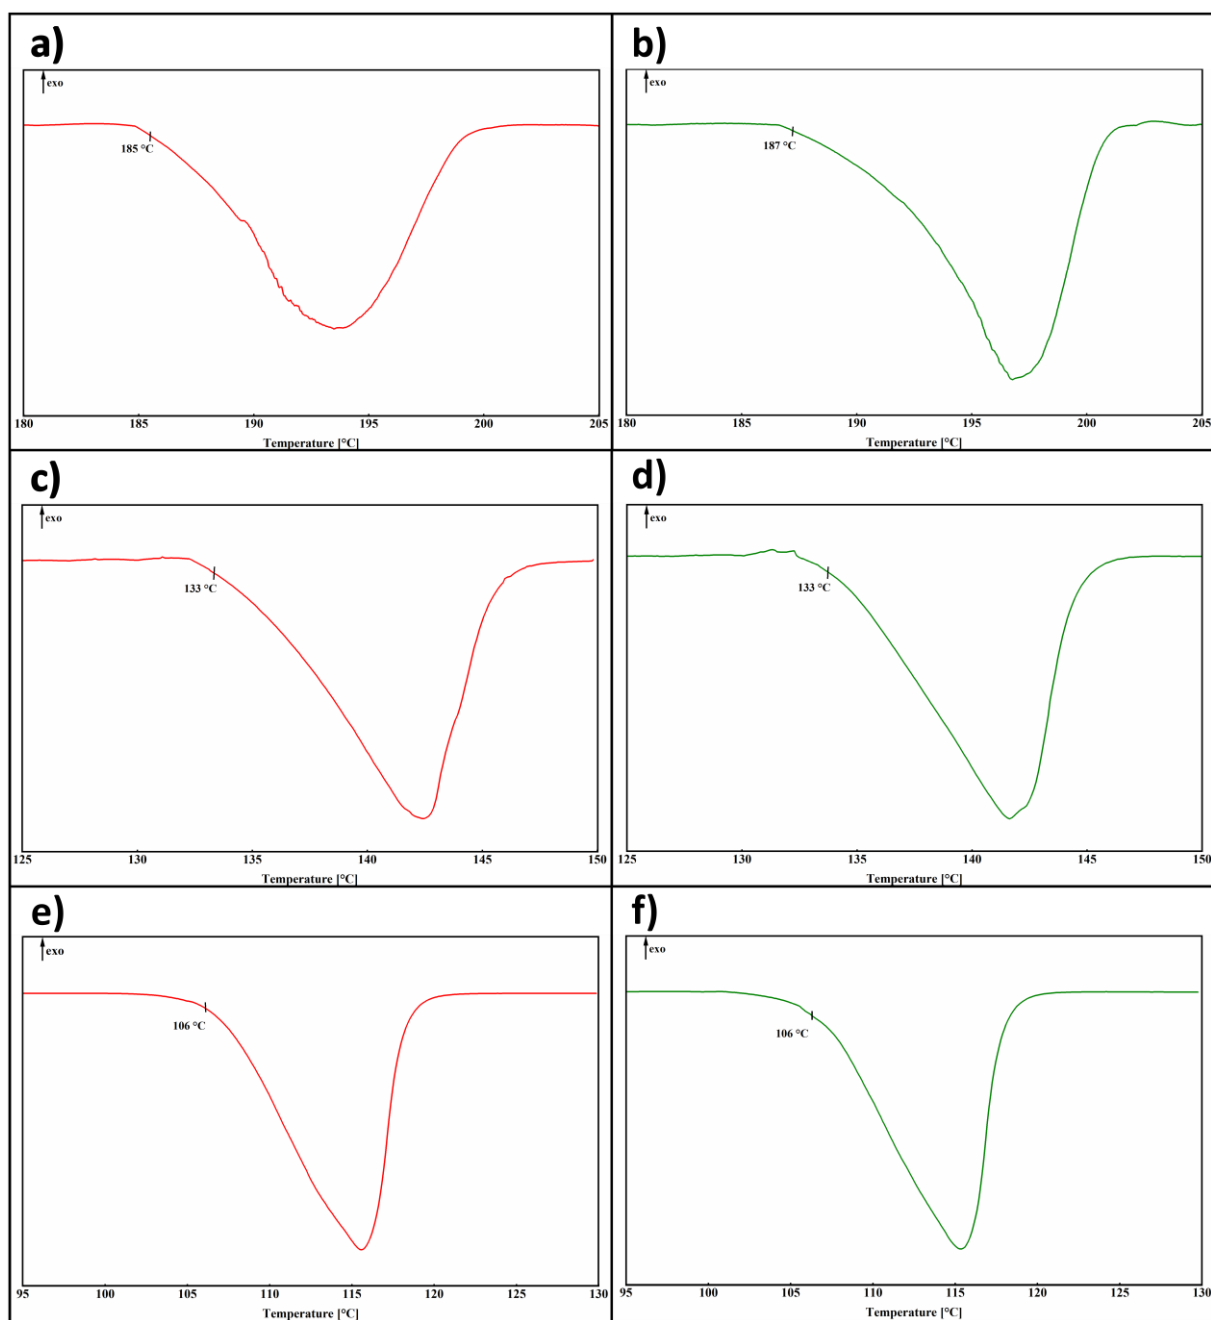 a)
exo
185 °C
180 185 190 195 200 205
Temperature [°C]
b)
exo
187 °C
180 185 190 195 200 205
Temperature [°C]
c)
exo
133 °C
125 130 135 140 145 150
Temperature [°C]
d)
exo
133 °C
125 130 135 140 145 150
Temperature [°C]
e)
exo
106 °C
95 100 105 110 115 120 125 130
Temperature [°C]
f)
exo
106 °C
95 100 105 110 115 120 125 130
Temperature [°C]